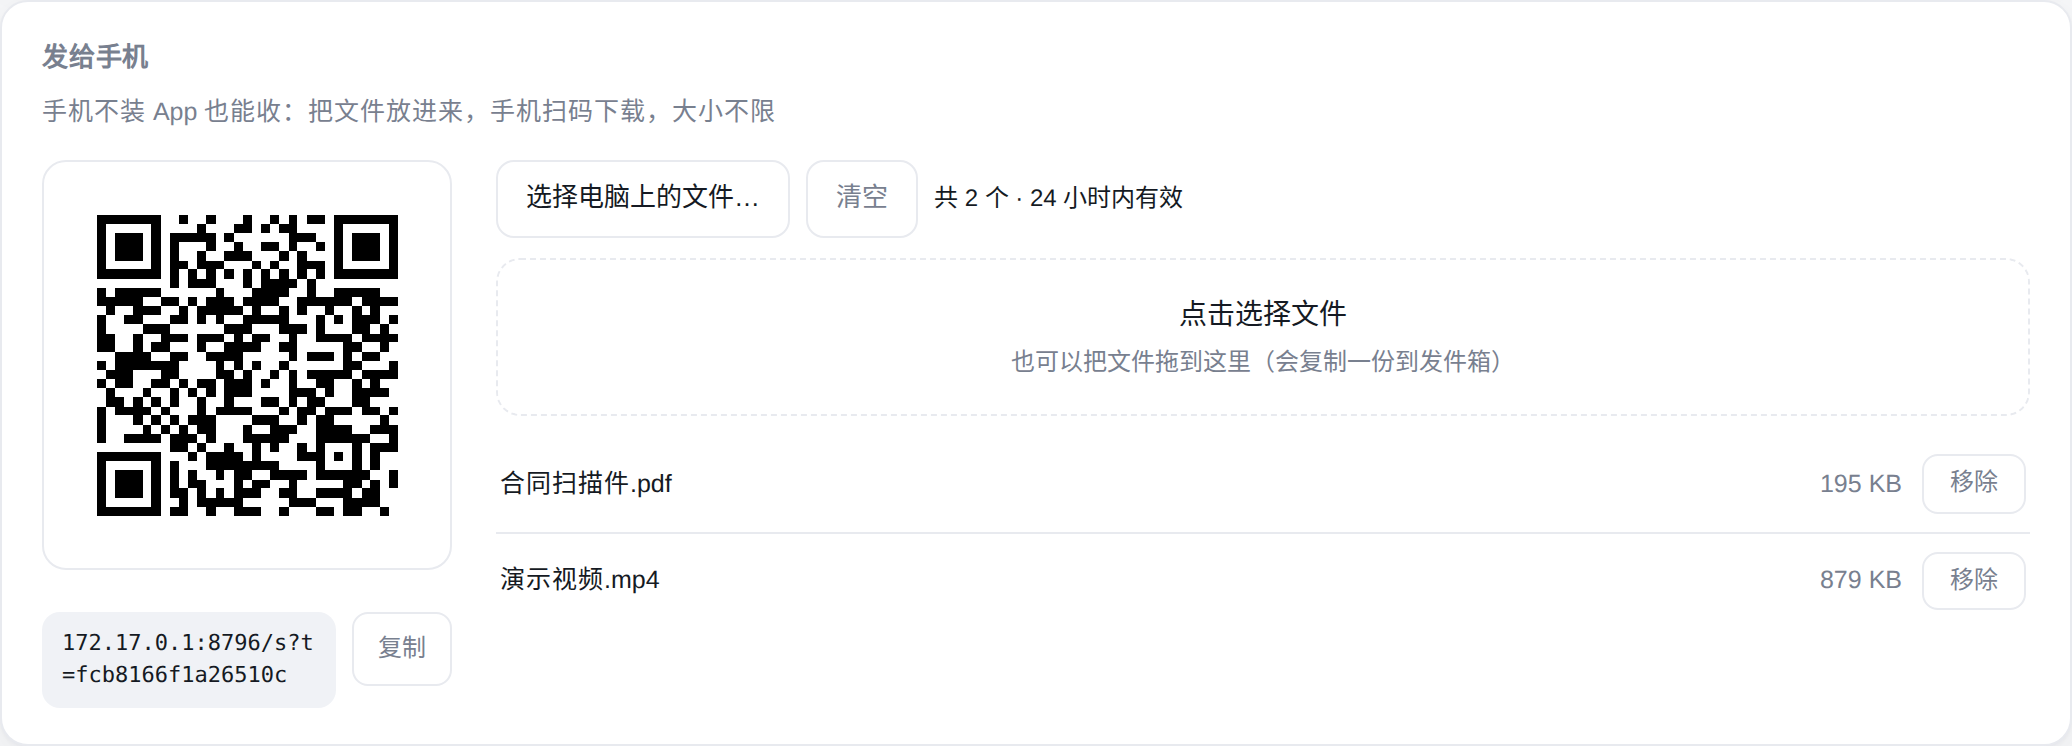 发给手机
手机不装 App 也能收：把文件放进来，手机扫码下载，大小不限
选择电脑上的文件…
清空
共 2 个 · 24 小时内有效
点击选择文件
也可以把文件拖到这里（会复制一份到发件箱）
合同扫描件.pdf
195 KB
移除
演示视频.mp4
879 KB
移除
172.17.0.1:8796/s?t
=fcb8166f1a26510c
复制